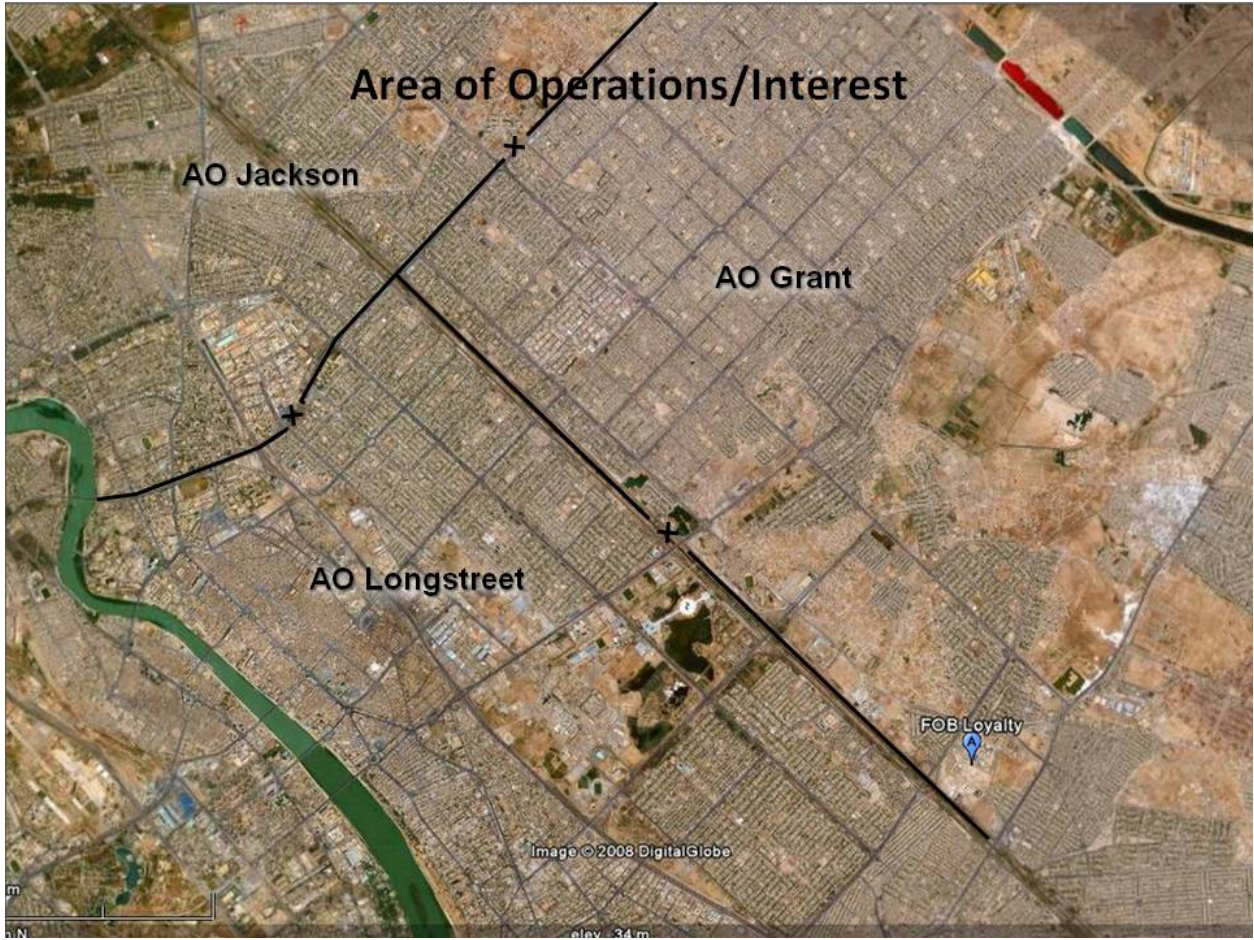 Area of Operations/Interest
AO Jackson
AO Grant
AO Longstreet
FOB Loyalty
A
Image © 2008 DigitalGlobe
m
N
elev 34 m